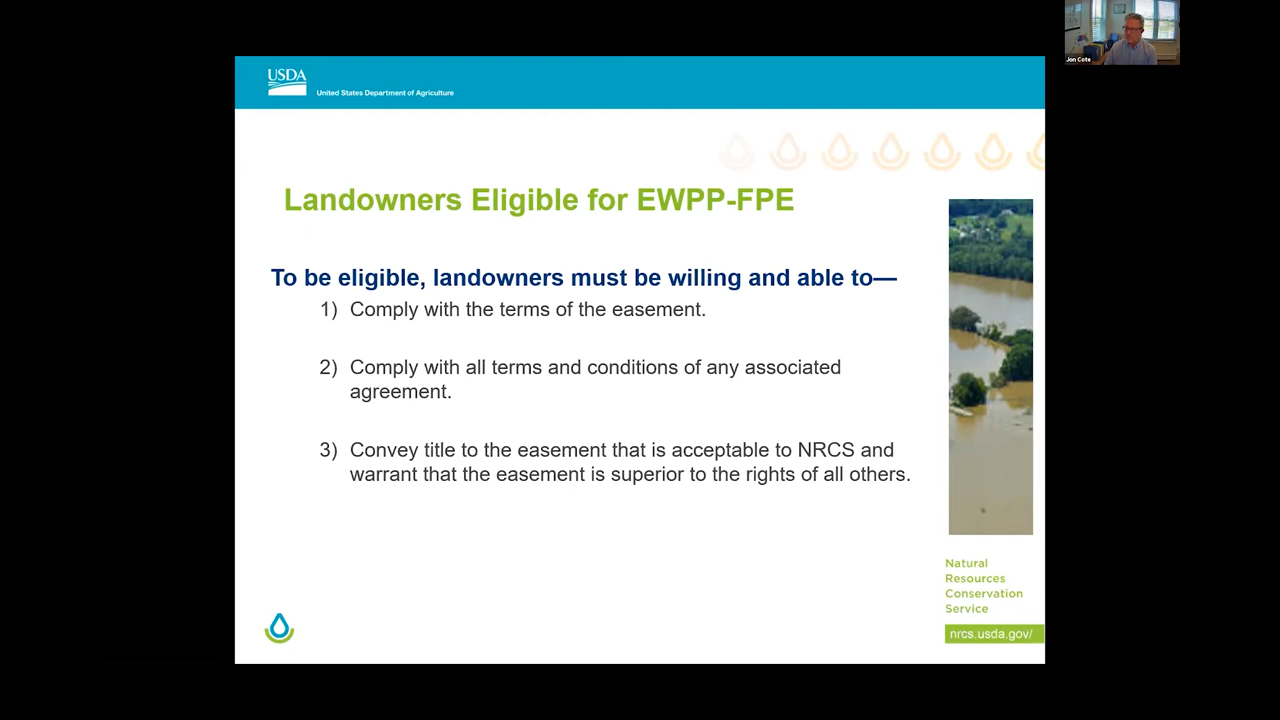 Jon Cote
USDA
United States Department of Agriculture
Landowners Eligible for EWPP-FPE
To be eligible, landowners must be willing and able to—
1) Comply with the terms of the easement.
2) Comply with all terms and conditions of any associated
agreement.
3) Convey title to the easement that is acceptable to NRCS and
warrant that the easement is superior to the rights of all others.
Natural
Resources
Conservation
Service
nrcs.usda.gov/